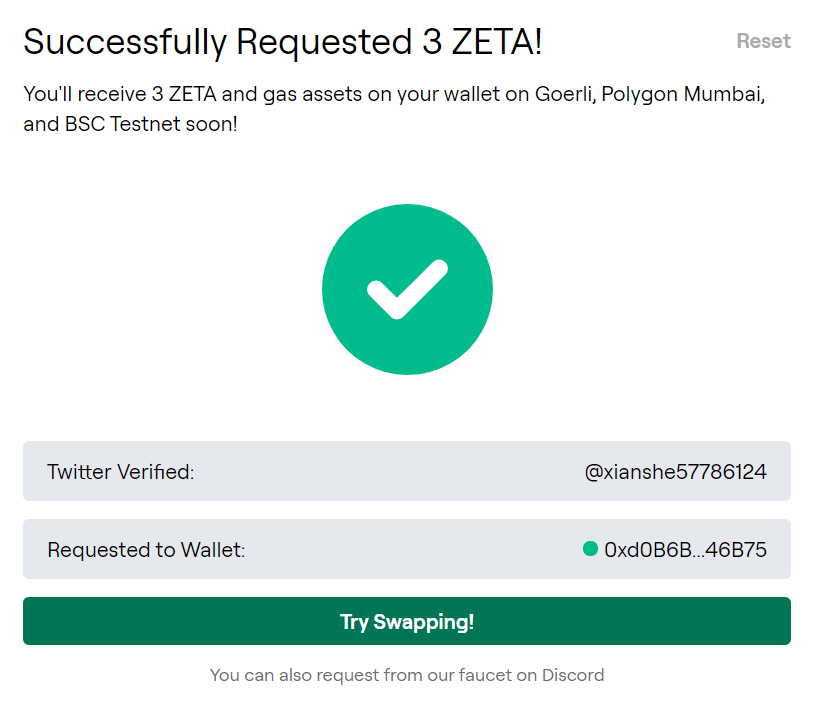 Successfully Requested 3 ZETA!
Reset
You'll receive 3 ZETA and gas assets on your wallet on Goerli, Polygon Mumbai,
and BSC Testnet soon!
Twitter Verified:
@xianshe57786124
Requested to Wallet:
0xd0B6B...46B75
Try Swapping!
You can also request from our faucet on Discord